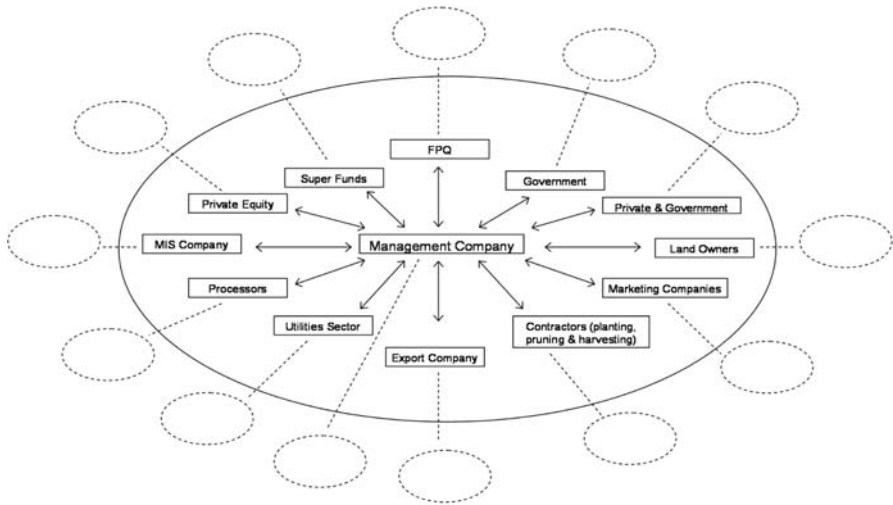 FPQ
Super Funds
Government
Private Equity
Private & Government
MIS Company
Management Company
Land Owners
Processors
Marketing Companies
Utilities Sector
Contractors (planting,
pruning & harvesting)
Export Company